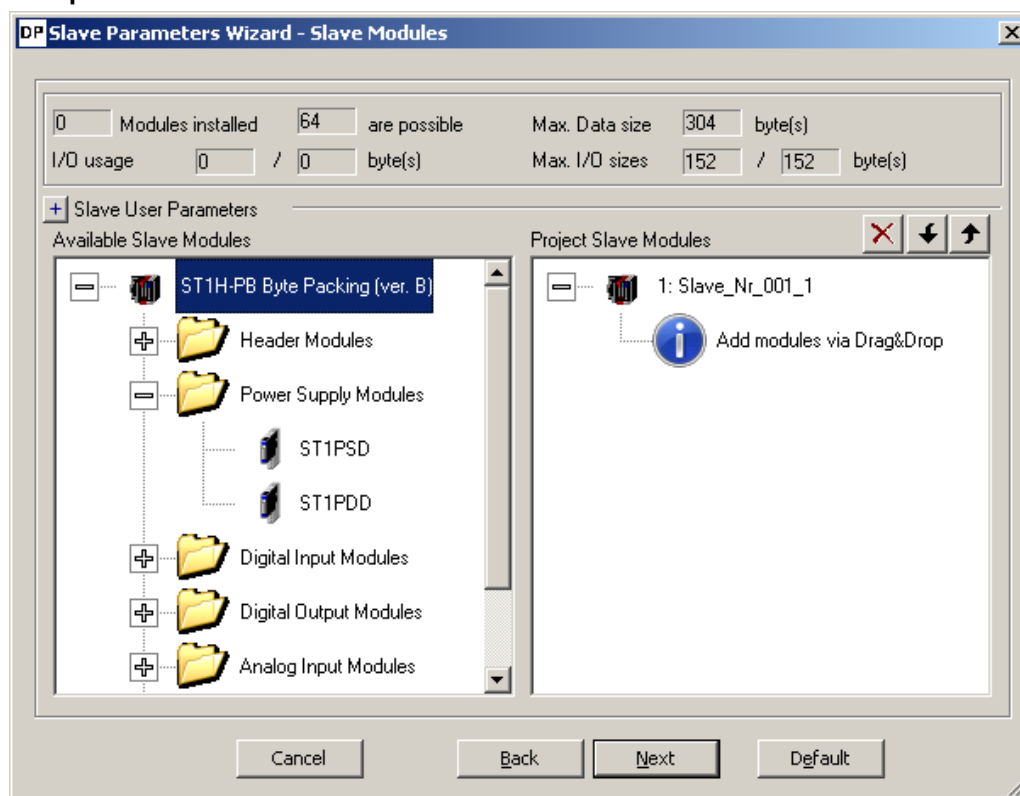 DP Slave Parameters Wizard - Slave Modules
0 Modules installed 64 are possible Max. Data size 304 byte(s)
I/O usage 0 / 0 byte(s) Max. I/O sizes 152 / 152 byte(s)
+ Slave User Parameters
Available Slave Modules Project Slave Modules
ST1H-PB Byte Packing (ver. B) 1: Slave_Nr_001_1
Header Modules Add modules via Drag&Drop
Power Supply Modules
ST1PSD
ST1PDD
Digital Input Modules
Digital Output Modules
Analog Input Modules
Cancel Back Next Default